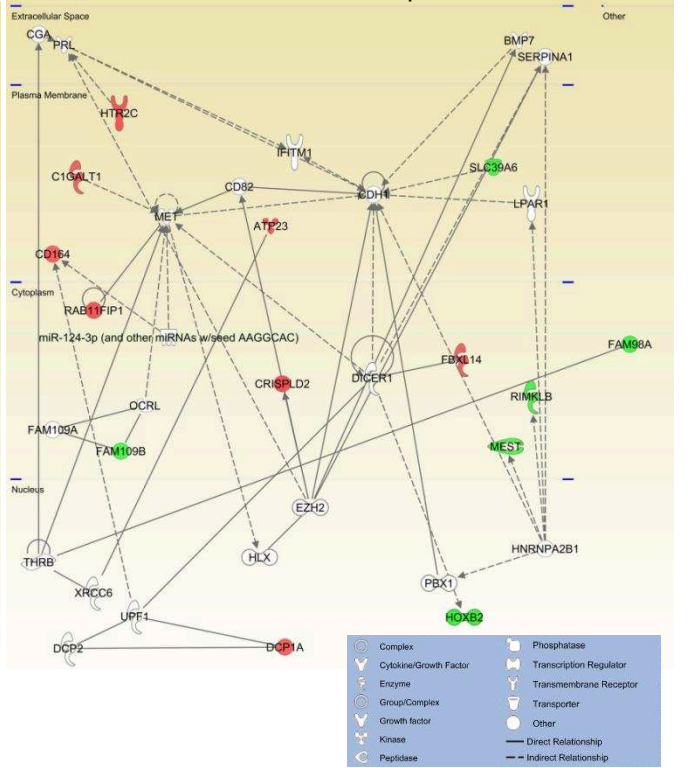 Extracellular Space
Other
CGA
PRL
BMP7
SERPINA1
Plasma Membrane
HTR2C
IFITM1
SLC39A6
C1GALT1
CD82
CDH1
LPAR1
MET
ATP23
CD164
Cytoplasm
RAB11FIP1
miR-124-3p (and other miRNAs w/seed AAGGCAC)
FAM98A
FBXL14
DICER1
CRISPLD2
RIMKLB
OCRL
FAM109A
MEST
FAM109B
Nucleus
EZH2
HNRNPA2B1
HLX
THRB
PBX1
XRCC6
UPF1
HOXB2
DCP2
DCP1A
Complex
Cytokine/Growth Factor
Enzyme
Group/Complex
Growth factor
Kinase
Peptidase
Phosphatase
Transcription Regulator
Transmembrane Receptor
Transporter
Other
Direct Relationship
Indirect Relationship